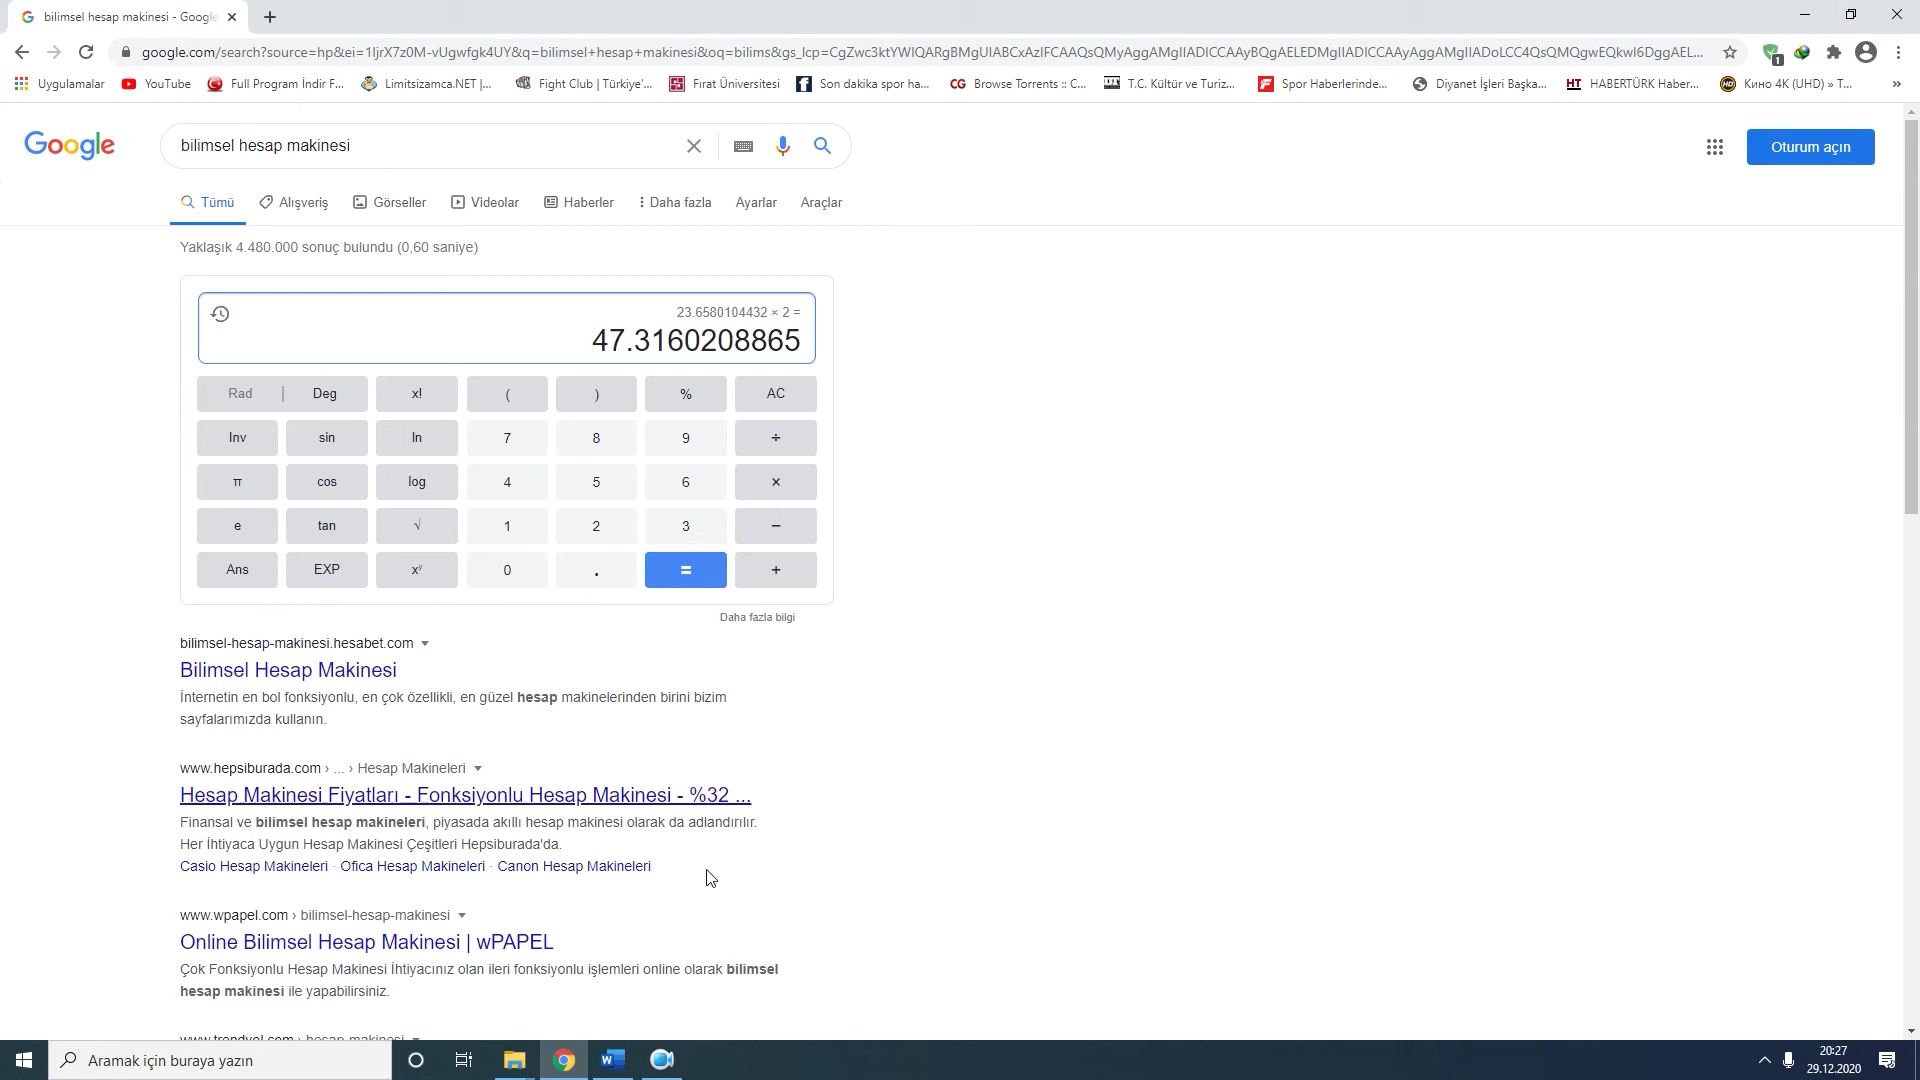 bilimsel hesap makinesi - Google
google.com/search?source=hp&ei=1IjrX7z0M-vUgwfgk4UY&q=bilimsel+hesap+makinesi&oq=bilims&gs_lcp=CgZwc3ktYWIQARgBMgUIABCxAzIFCAAQsQMyAggAMgIIADICCAAyBQgAELEDMgIIADICCAAyAggAMgIIADoLCC4QsQMQgwEQkwI6DggAEL...
Uygulamalar YouTube Full Program İndir F... Limitsizamca.NET |... Fight Club | Türkiye'... Fırat Üniversitesi Son dakika spor ha... CG Browse Torrents :: C... T.C. Kültür ve Turiz... Spor Haberlerinde... Diyanet İşleri Başka... HT HABERTÜRK Haber... Кино 4K (UHD) » T... »
Google bilimsel hesap makinesi Oturum açın
Tümü Alışveriş Görseller Videolar Haberler Daha fazla Ayarlar Araçlar
Yaklaşık 4.480.000 sonuç bulundu (0,60 saniye)
23.6580104432 × 2 =
47.3160208865
Rad | Deg x! ( ) % AC
Inv sin ln 7 8 9 ÷
π cos log 4 5 6 ×
e tan √ 1 2 3 −
Ans EXP xʸ 0 . = +
Daha fazla bilgi
bilimsel-hesap-makinesi.hesabet.com
Bilimsel Hesap Makinesi
İnternetin en bol fonksiyonlu, en çok özellikli, en güzel hesap makinelerinden birini bizim
sayfalarımızda kullanın.
www.hepsiburada.com › ... › Hesap Makineleri
Hesap Makinesi Fiyatları - Fonksiyonlu Hesap Makinesi - %32 ...
Finansal ve bilimsel hesap makineleri, piyasada akıllı hesap makinesi olarak da adlandırılır.
Her İhtiyaca Uygun Hesap Makinesi Çeşitleri Hepsiburada'da.
Casio Hesap Makineleri · Ofica Hesap Makineleri · Canon Hesap Makineleri
www.wpapel.com › bilimsel-hesap-makinesi
Online Bilimsel Hesap Makinesi | wPAPEL
Çok Fonksiyonlu Hesap Makinesi İhtiyacınız olan ileri fonksiyonlu işlemleri online olarak bilimsel
hesap makinesi ile yapabilirsiniz.
www.trendyol.com › hesap-makinesi
Aramak için buraya yazın
20:27
29.12.2020